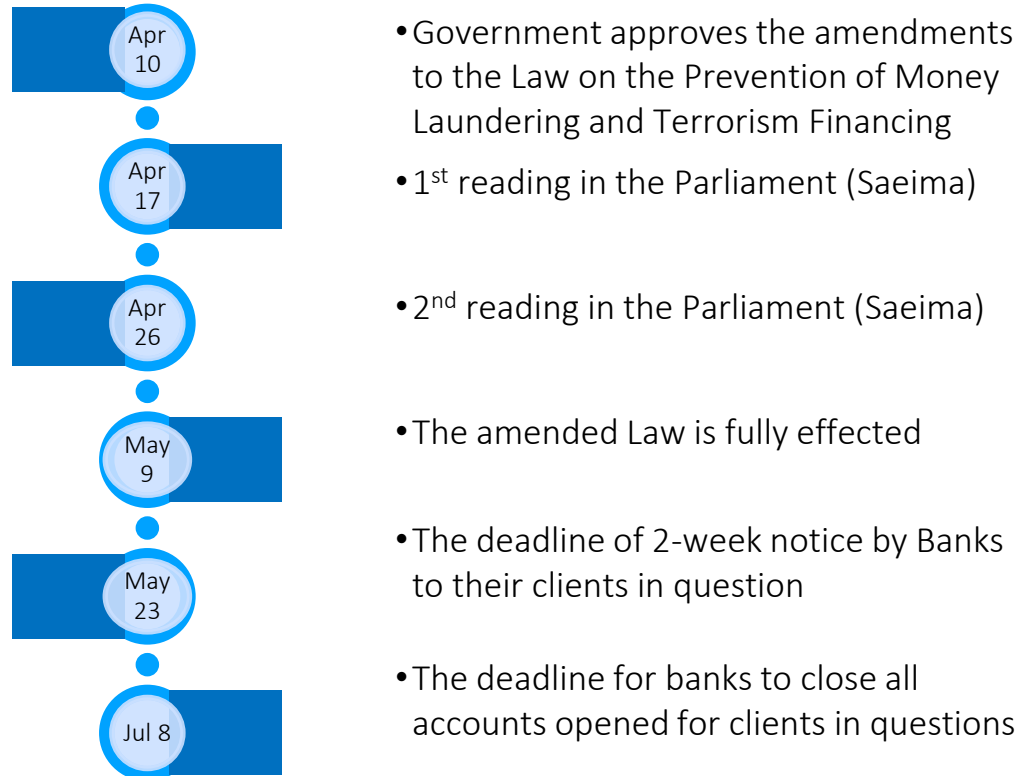 Apr
10
•Government approves the amendments
to the Law on the Prevention of Money
Laundering and Terrorism Financing
Apr
17
•1st reading in the Parliament (Saeima)
Apr
26
•2nd reading in the Parliament (Saeima)
May
9
•The amended Law is fully effected
May
23
•The deadline of 2-week notice by Banks
to their clients in question
Jul 8
•The deadline for banks to close all
accounts opened for clients in questions